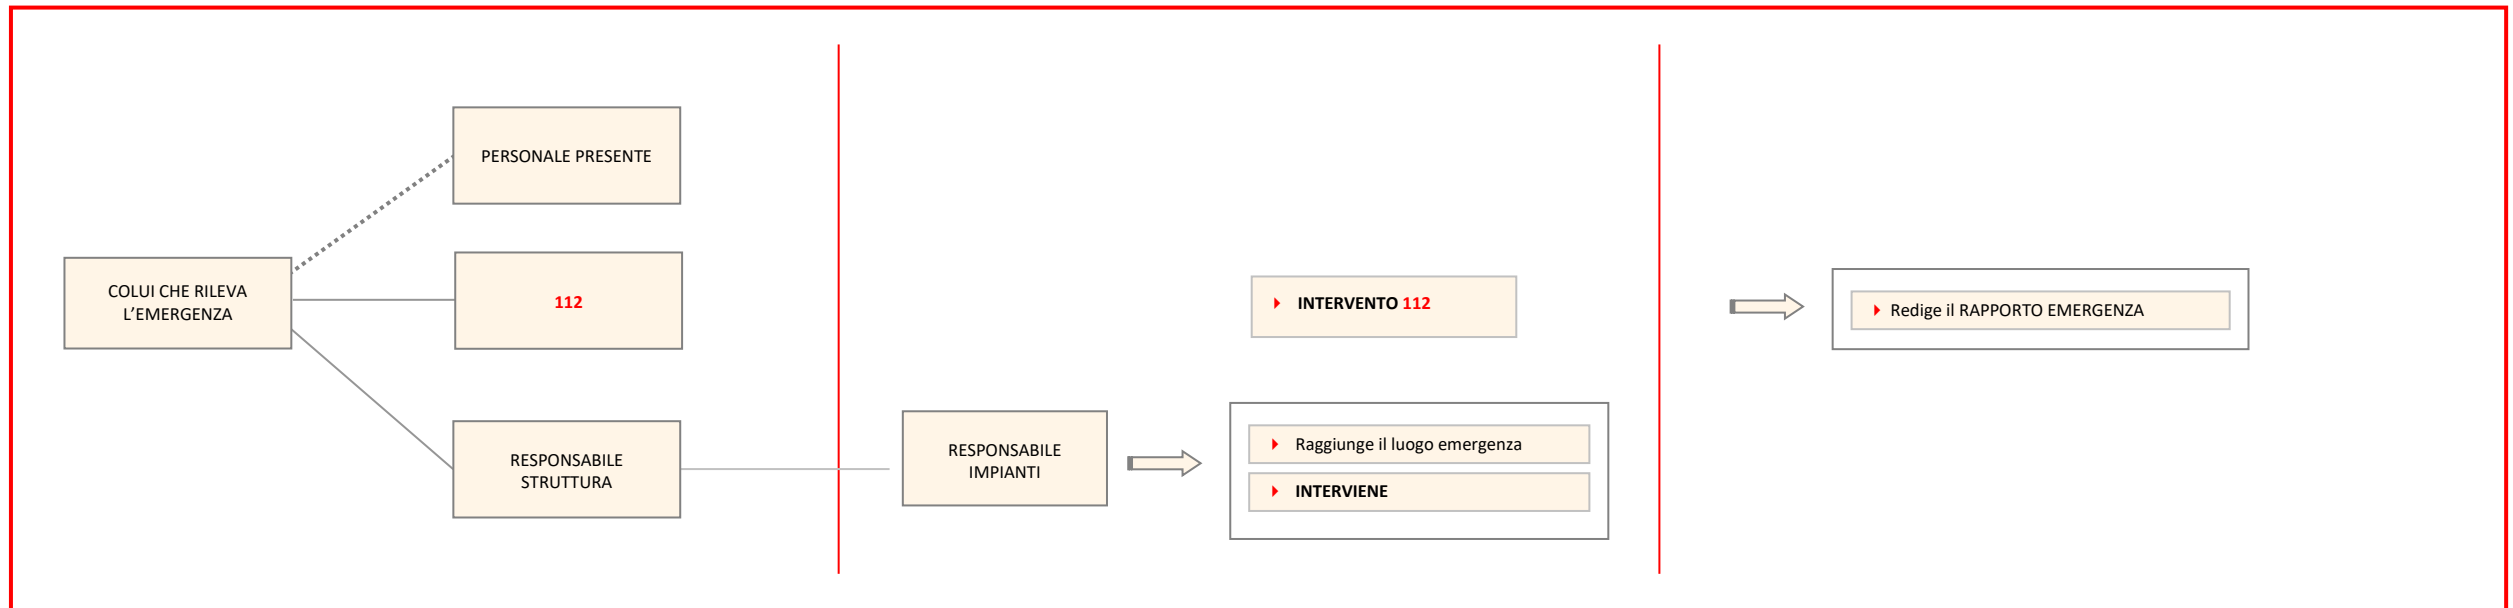 PERSONALE PRESENTE
COLUI CHE RILEVA
L’EMERGENZA
112
RESPONSABILE
STRUTTURA
INTERVENTO 112
RESPONSABILE
IMPIANTI
Raggiunge il luogo emergenza
INTERVIENE
Redige il RAPPORTO EMERGENZA